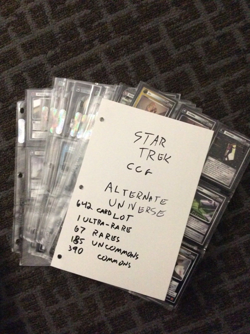 STAR
TREK
CCG
ALTERNATE
UNIVERSE
642 CARD LOT
1 ULTRA-RARE
67 RARES
185 UNCOMMONS
390 COMMONS